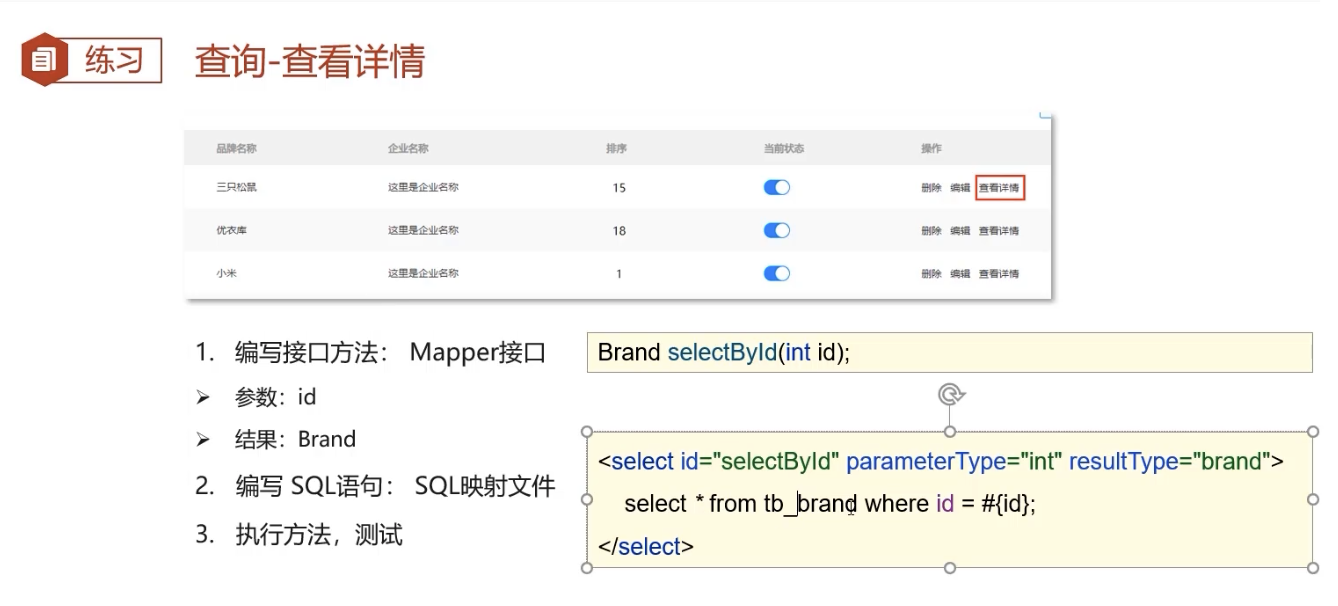 练习
查询-查看详情
品牌名称 企业名称 排序 当前状态 操作
三只松鼠 这里是企业名称 15 删除 编辑 查看详情
优衣库 这里是企业名称 18 删除 编辑 查看详情
小米 这里是企业名称 1 删除 编辑 查看详情
1. 编写接口方法： Mapper接口
➢ 参数：id
➢ 结果：Brand
2. 编写 SQL语句： SQL映射文件
3. 执行方法，测试
Brand selectById(int id);
<select id="selectById" parameterType="int" resultType="brand">
select * from tb_brand where id = #{id};
</select>